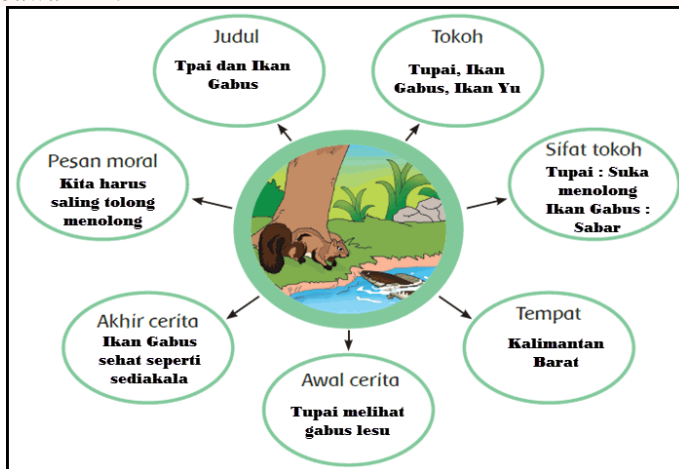 Judul
Tpai dan Ikan
Gabus
Tokoh
Tupai, Ikan
Gabus, Ikan Yu
Pesan moral
Kita harus
saling tolong
menolong
Sifat tokoh
Tupai : Suka
menolong
Ikan Gabus :
Sabar
Akhir cerita
Ikan Gabus
sehat seperti
sediakala
Tempat
Kalimantan
Barat
Awal cerita
Tupai melihat
gabus lesu